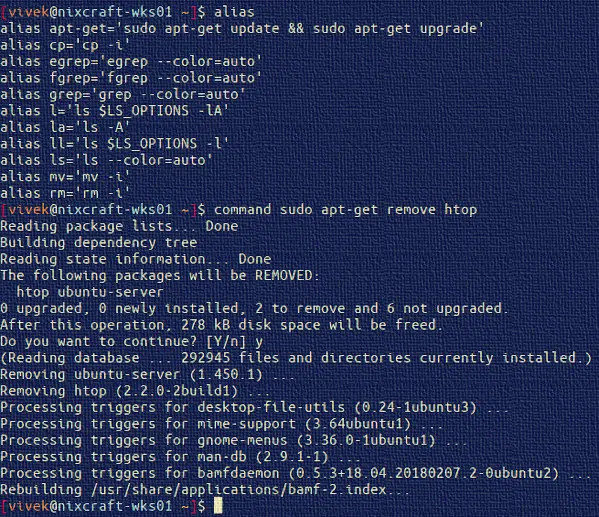 [vivek@nixcraft-wks01 ~]$ alias
alias apt-get='sudo apt-get update && sudo apt-get upgrade'
alias cp='cp -i'
alias egrep='egrep --color=auto'
alias fgrep='fgrep --color=auto'
alias grep='grep --color=auto'
alias l='ls $LS_OPTIONS -lA'
alias la='ls -A'
alias ll='ls $LS_OPTIONS -l'
alias ls='ls --color=auto'
alias mv='mv -i'
alias rm='rm -i'
[vivek@nixcraft-wks01 ~]$ command sudo apt-get remove htop
Reading package lists... Done
Building dependency tree
Reading state information... Done
The following packages will be REMOVED:
  htop ubuntu-server
0 upgraded, 0 newly installed, 2 to remove and 6 not upgraded.
After this operation, 278 kB disk space will be freed.
Do you want to continue? [Y/n] y
(Reading database ... 292945 files and directories currently installed.)
Removing ubuntu-server (1.450.1) ...
Removing htop (2.2.0-2build1) ...
Processing triggers for desktop-file-utils (0.24-1ubuntu3) ...
Processing triggers for mime-support (3.64ubuntu1) ...
Processing triggers for gnome-menus (3.36.0-1ubuntu1) ...
Processing triggers for man-db (2.9.1-1) ...
Processing triggers for bamfdaemon (0.5.3+18.04.20180207.2-0ubuntu2) ...
Rebuilding /usr/share/applications/bamf-2.index...
[vivek@nixcraft-wks01 ~]$